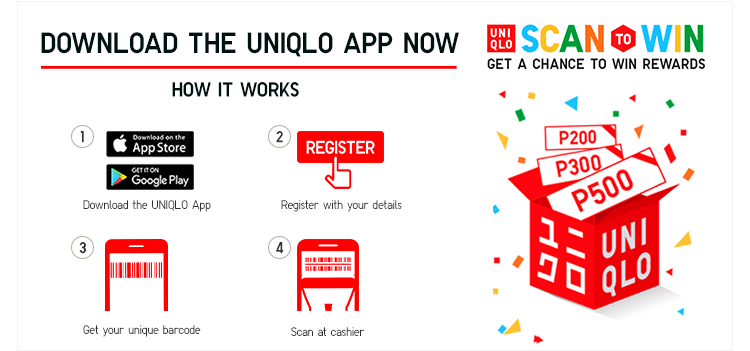 DOWNLOAD THE UNIQLO APP NOW
HOW IT WORKS
1
Download on the
App Store
GET IT ON
Google Play
Download the UNIQLO App
2
REGISTER
Register with your details
3
Get your unique barcode
4
Scan at cashier
UNI
QLO
SCAN TO WIN
GET A CHANCE TO WIN REWARDS
P200
P300
P500
ユニ
クロ
UNI
QLO